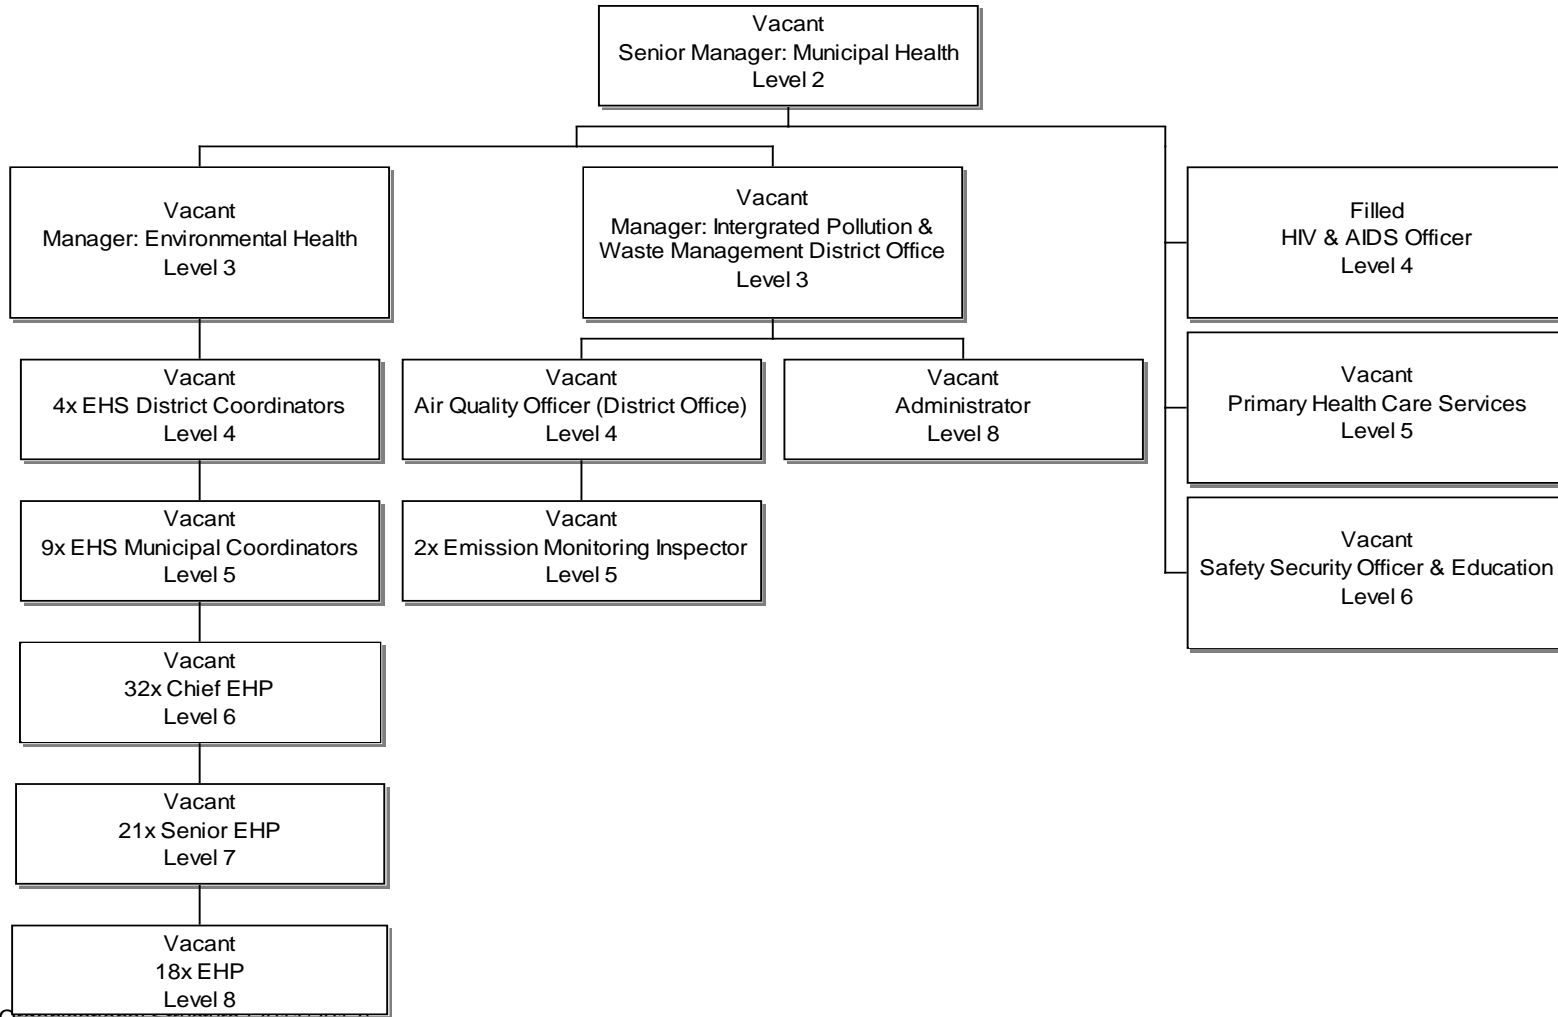 Vacant
Senior Manager: Municipal Health
Level 2
Vacant
Manager: Environmental Health
Level 3
Vacant
Manager: Intergrated Pollution &
Waste Management District Office
Level 3
Filled
HIV & AIDS Officer
Level 4
Vacant
4x EHS District Coordinators
Level 4
Vacant
Air Quality Officer (District Office)
Level 4
Vacant
Administrator
Level 8
Vacant
Primary Health Care Services
Level 5
Vacant
9x EHS Municipal Coordinators
Level 5
Vacant
2x Emission Monitoring Inspector
Level 5
Vacant
Safety Security Officer & Education
Level 6
Vacant
32x Chief EHP
Level 6
Vacant
21x Senior EHP
Level 7
Vacant
18x EHP
Level 8